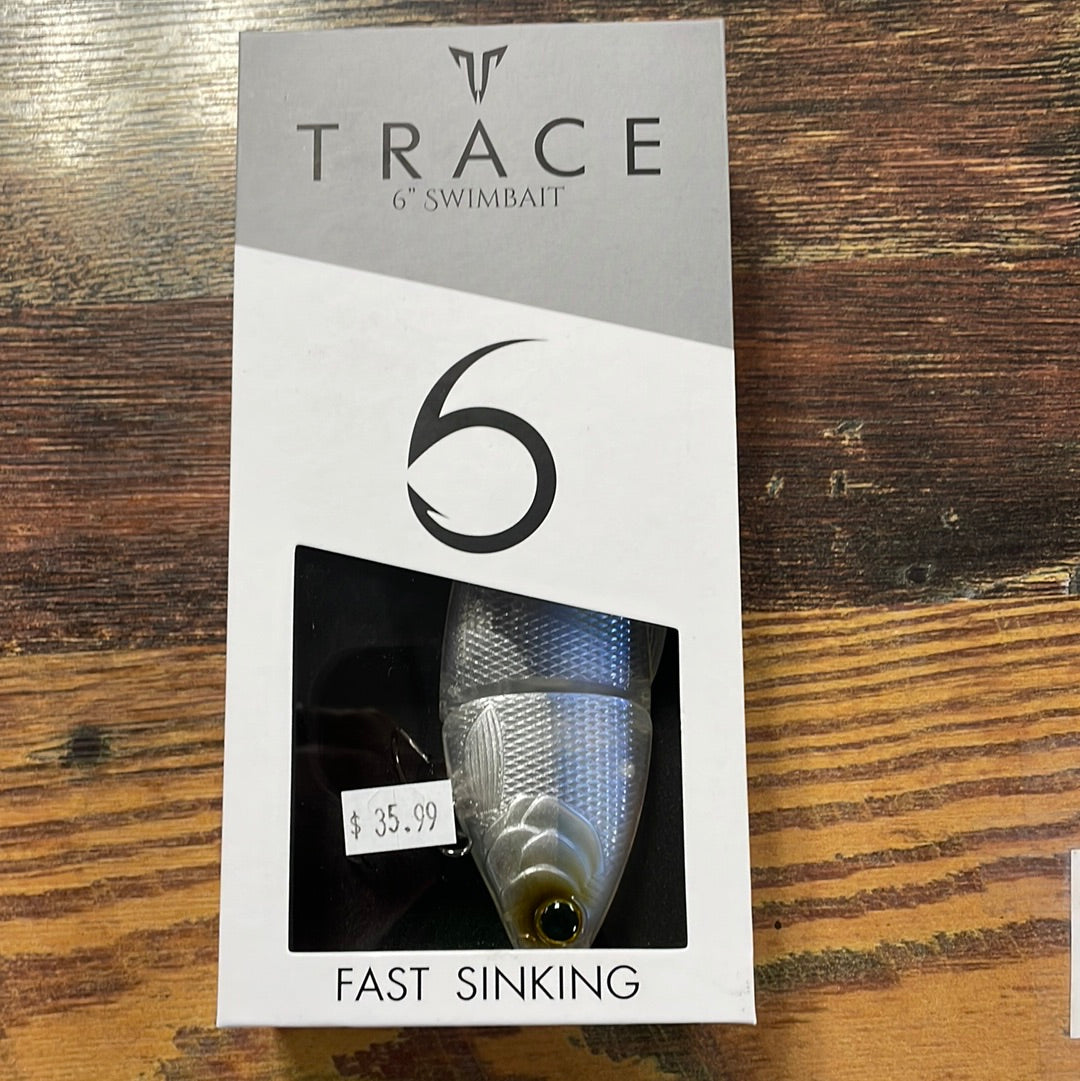 TRACE
6" SWIMBAIT
6
$ 35.99
FAST SINKING